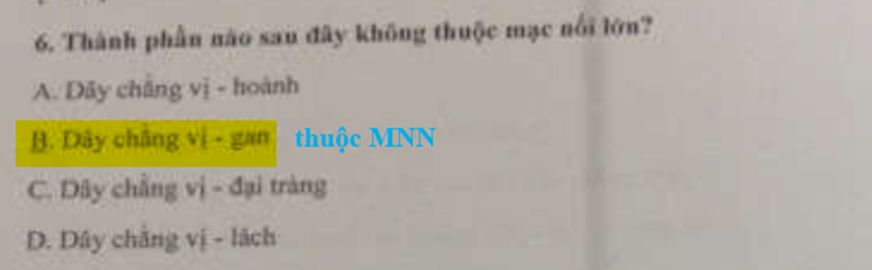 6. Thành phần nào sau đây không thuộc mạc nối lớn?
A. Dây chằng vị - hoành
B. Dây chằng vị - gan thuộc MNN
C. Dây chằng vị - đại tràng
D. Dây chằng vị - lách